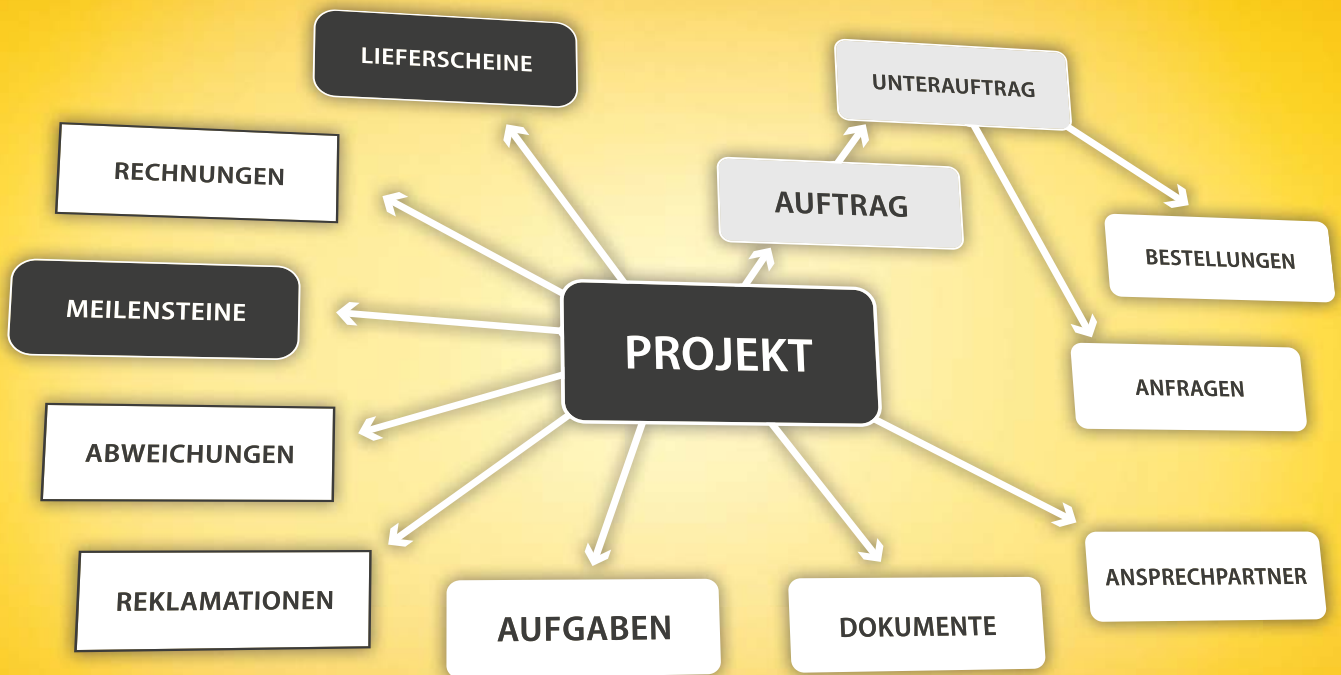 LIEFERSCHEINE
UNTERAUFTRAG
RECHNUNGEN
AUFTRAG
BESTELLUNGEN
MEILENSTEINE
PROJEKT
ANFRAGEN
ABWEICHUNGEN
ANSPRECHPARTNER
REKLAMATIONEN
AUFGABEN
DOKUMENTE